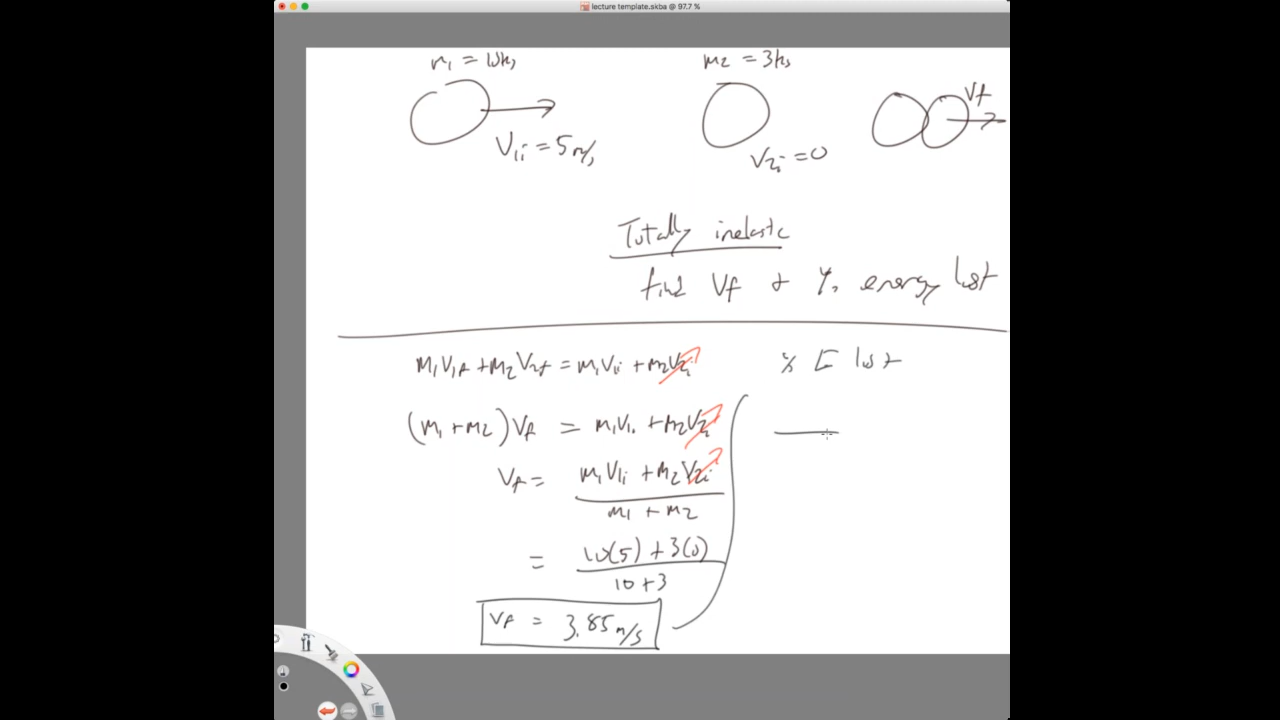 lecture template.skba @ 97.7 %
m₁ = 10kg
m₂ = 3kg
Vf
V₁ᵢ = 5m/s
V₂ᵢ = 0
Totally inelastic
find Vf & % energy lost
m₁V₁f + m₂V₂f = m₁V₁ᵢ + m₂V₂ᵢ
% E lost
(m₁ + m₂)Vf = m₁V₁ᵢ + m₂V₂ᵢ
Vf = m₁V₁ᵢ + m₂V₂ᵢ
m₁ + m₂
= 10(5) + 3(0)
10 + 3
Vf = 3.85m/s